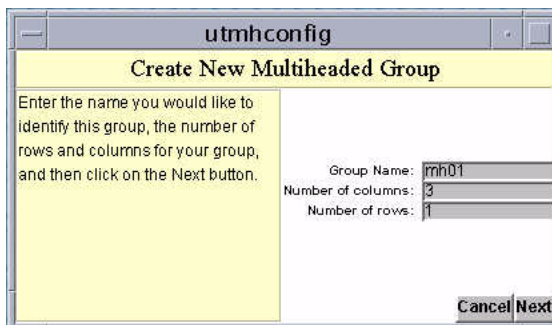 utmhconfig
Create New Multiheaded Group
Enter the name you would like to
identify this group, the number of
rows and columns for your group,
and then click on the Next button.
Group Name: mh01
Number of columns: 3
Number of rows: 1
Cancel Next